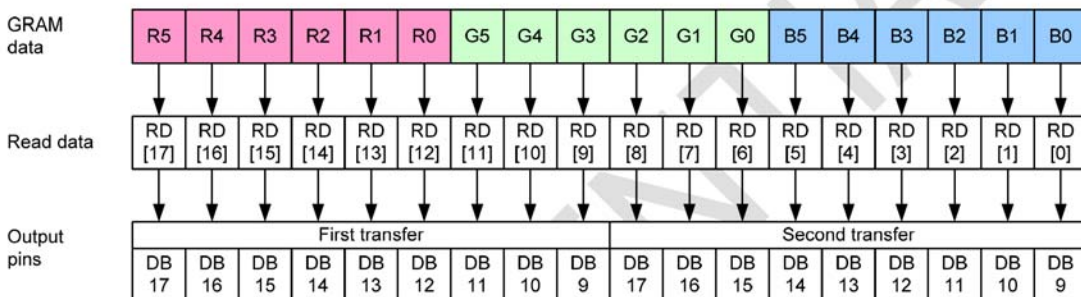 GRAM data R5 R4 R3 R2 R1 R0 G5 G4 G3 G2 G1 G0 B5 B4 B3 B2 B1 B0
Read data RD [17] RD [16] RD [15] RD [14] RD [13] RD [12] RD [11] RD [10] RD [9] RD [8] RD [7] RD [6] RD [5] RD [4] RD [3] RD [2] RD [1] RD [0]
Output pins
First transfer Second transfer
DB 17 DB 16 DB 15 DB 14 DB 13 DB 12 DB 11 DB 10 DB 9 DB 17 DB 16 DB 15 DB 14 DB 13 DB 12 DB 11 DB 10 DB 9